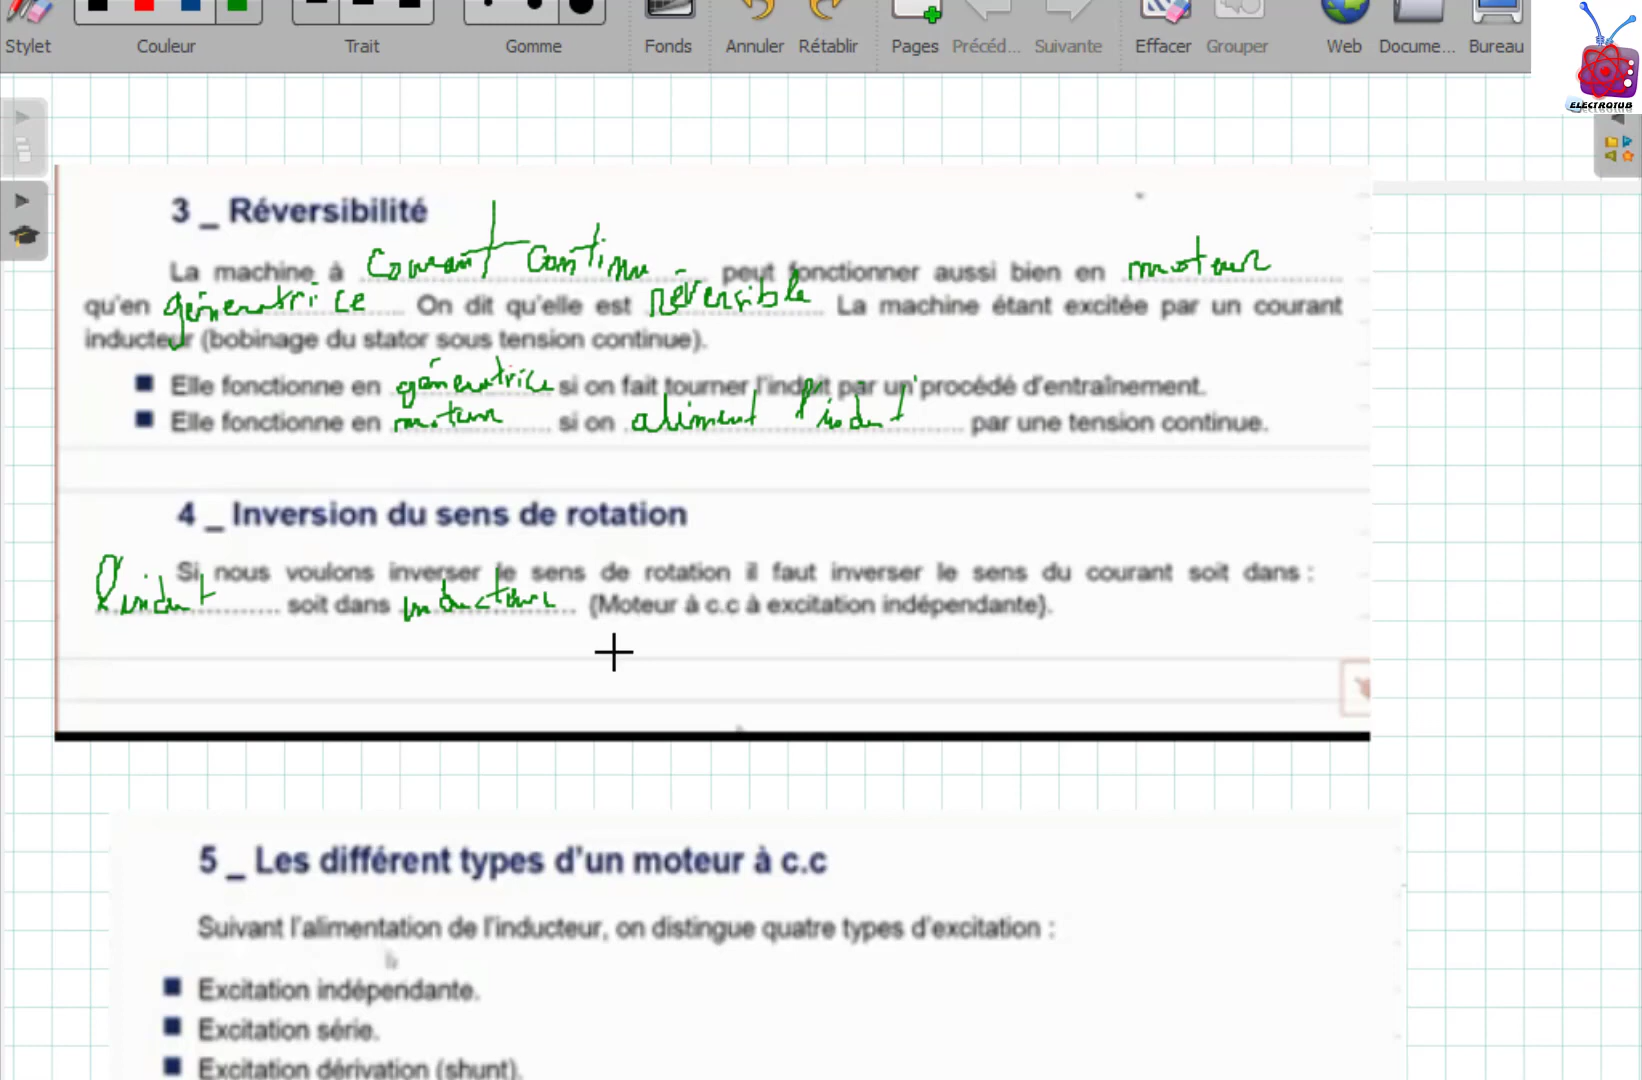 Stylet Couleur Trait Gomme Fonds Annuler Rétablir Pages Précéd... Suivante Effacer Grouper Web Docume... Bureau
ELECTROTUB
3 _ Réversibilité
La machine à courant continu peut fonctionner aussi bien en moteur
qu'en génératrice On dit qu'elle est réversible La machine étant excitée par un courant
inducteur (bobinage du stator sous tension continue).
Elle fonctionne en génératrice si on fait tourner l'induit par un procédé d'entraînement.
Elle fonctionne en moteur si on aliment l'induit par une tension continue.
4 _ Inversion du sens de rotation
Si nous voulons inverser le sens de rotation il faut inverser le sens du courant soit dans :
l'induit soit dans inducteur (Moteur à c.c à excitation indépendante).
5 _ Les différent types d'un moteur à c.c
Suivant l'alimentation de l'inducteur, on distingue quatre types d'excitation :
Excitation indépendante.
Excitation série.
Excitation dérivation (shunt).